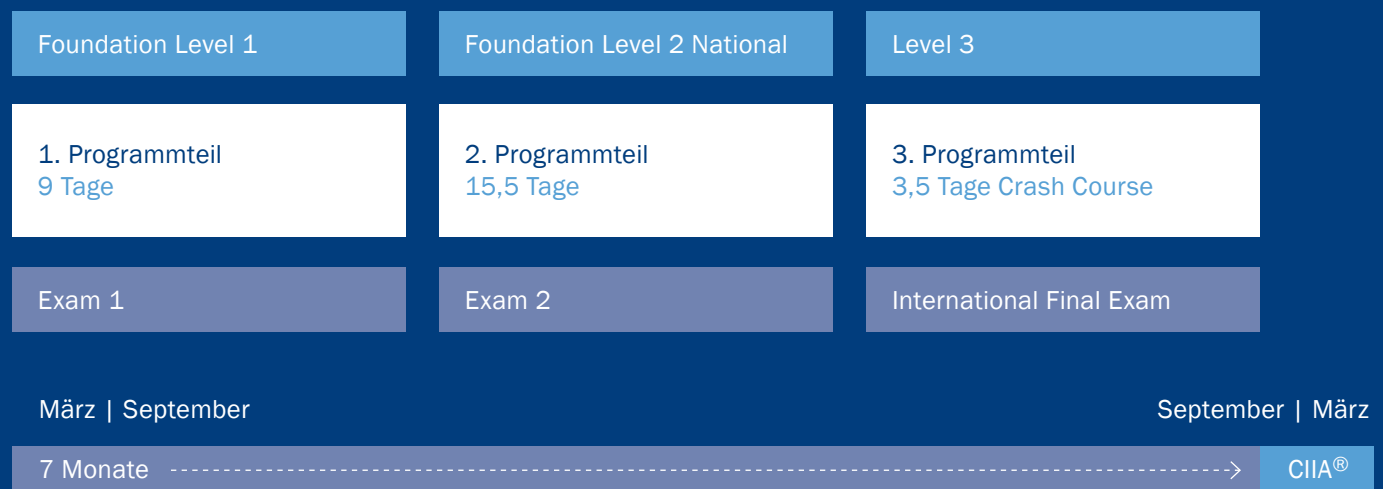 Foundation Level 1
Foundation Level 2 National
Level 3
1. Programmteil
9 Tage
2. Programmteil
15,5 Tage
3. Programmteil
3,5 Tage Crash Course
Exam 1
Exam 2
International Final Exam
März | September
September | März
7 Monate
CIIA®